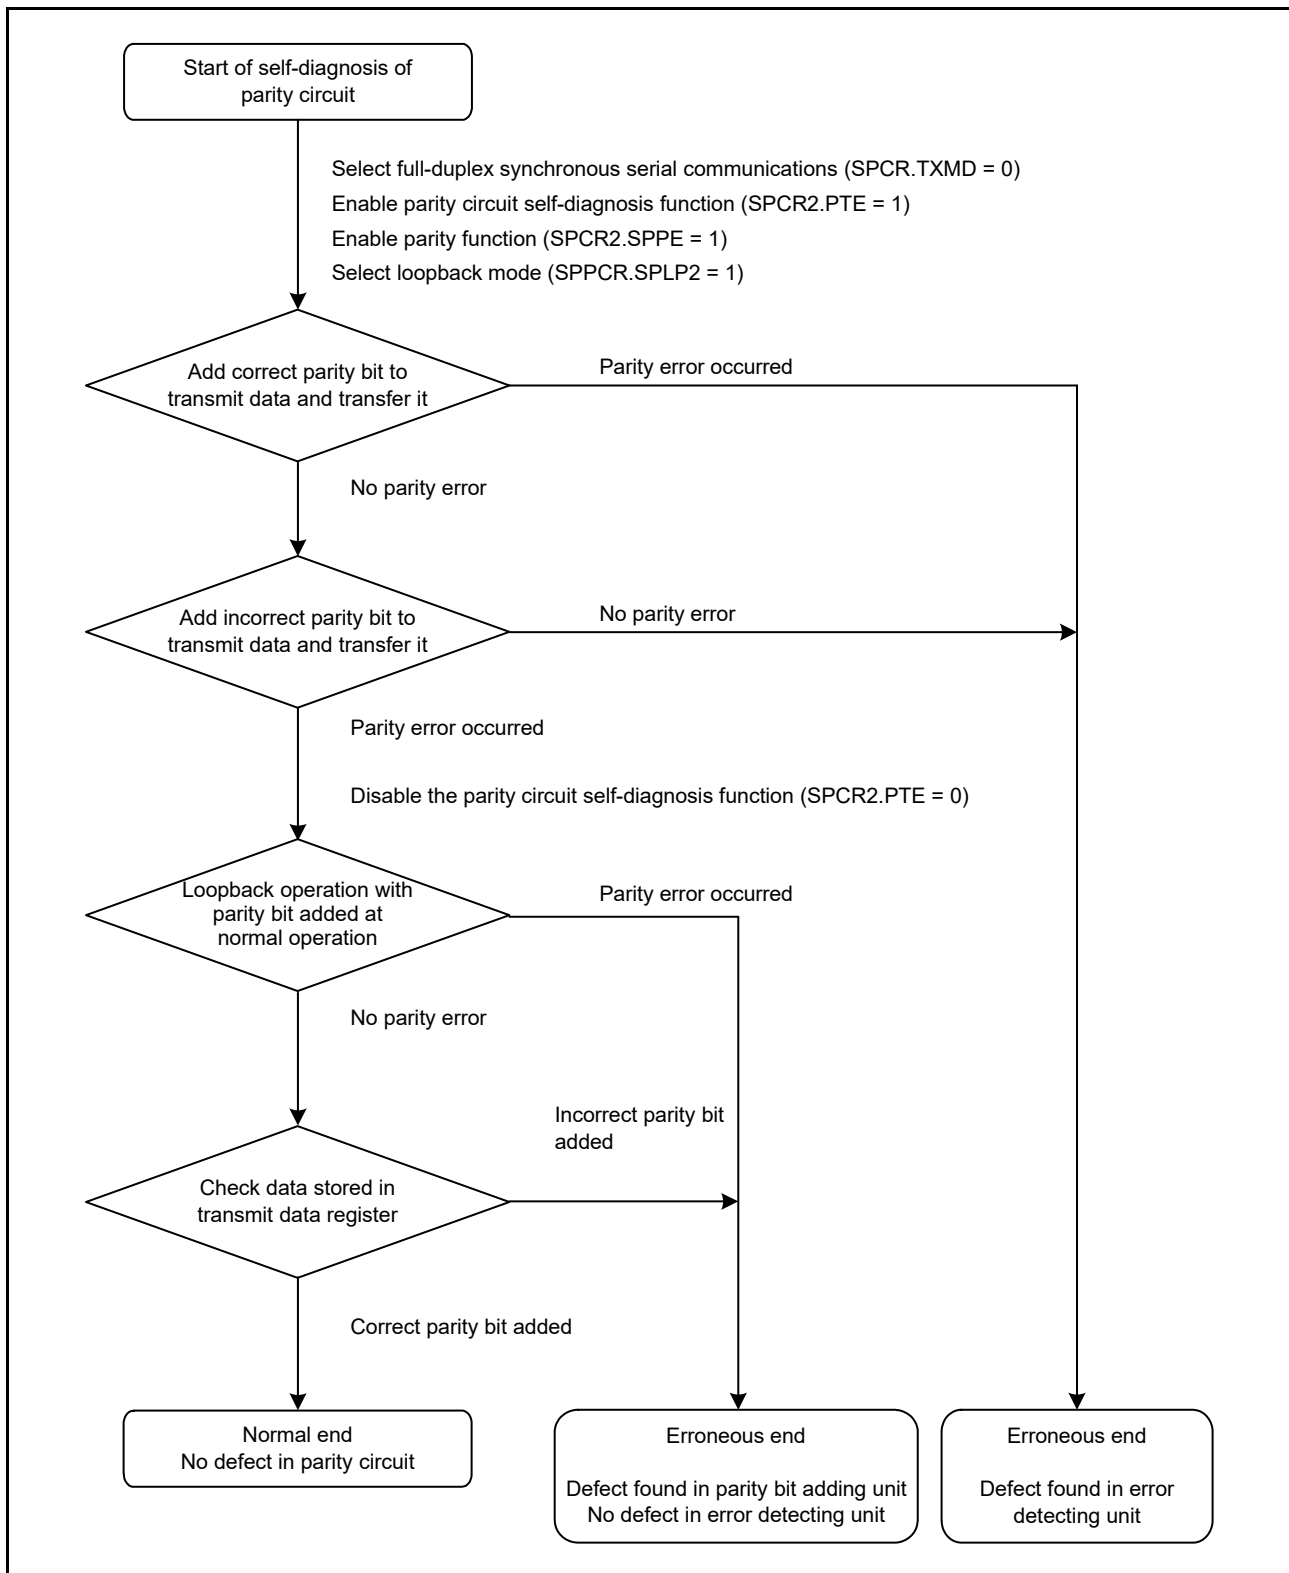 Start of self-diagnosis of
parity circuit
Select full-duplex synchronous serial communications (SPCR.TXMD = 0)
Enable parity circuit self-diagnosis function (SPCR2.PTE = 1)
Enable parity function (SPCR2.SPPE = 1)
Select loopback mode (SPPCR.SPLP2 = 1)
Add correct parity bit to
transmit data and transfer it
Parity error occurred
No parity error
Add incorrect parity bit to
transmit data and transfer it
No parity error
Parity error occurred
Disable the parity circuit self-diagnosis function (SPCR2.PTE = 0)
Loopback operation with
parity bit added at
normal operation
Parity error occurred
No parity error
Incorrect parity bit
added
Check data stored in
transmit data register
Correct parity bit added
Normal end
No defect in parity circuit
Erroneous end
Defect found in parity bit adding unit
No defect in error detecting unit
Erroneous end
Defect found in error
detecting unit